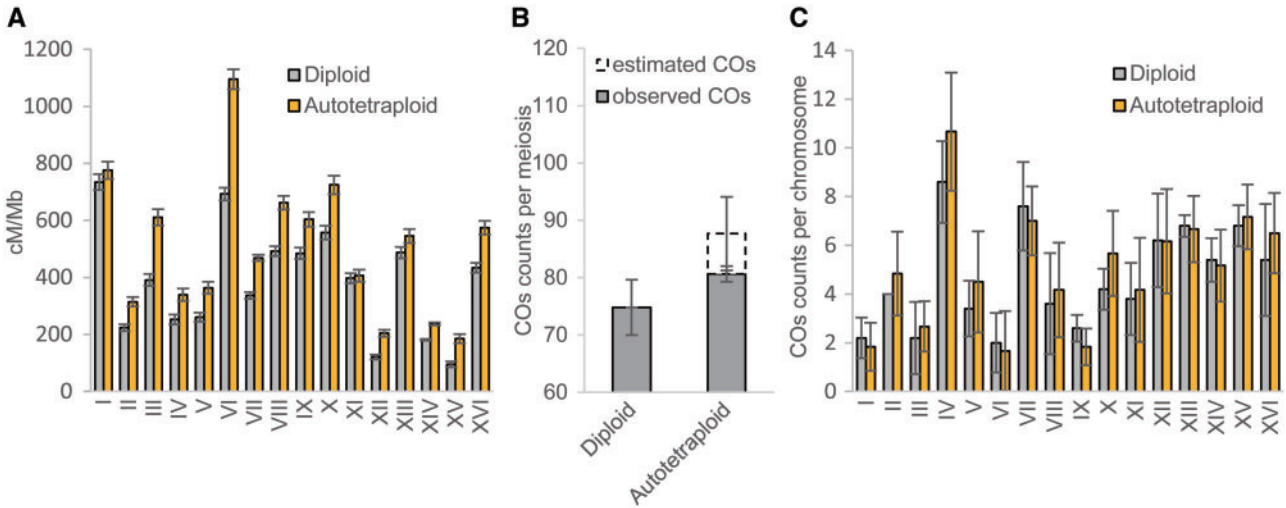 A
cM/Mb
1200
1000
800
600
400
200
0
Diploid
Autotetraploid
I II III IV V VI VII VIII IX X XI XII XIII XIV XV XVI
B
COs counts per meiosis
120
110
100
90
80
70
60
estimated COs
observed COs
Diploid
Autotetraploid
C
COs counts per chromosome
14
12
10
8
6
4
2
0
Diploid
Autotetraploid
I II III IV V VI VII VIII IX X XI XII XIII XIV XV XVI